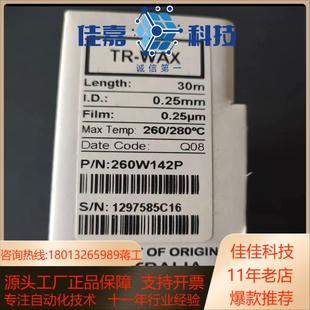 佳嘉 科技
诚信第一
TR-WAX
Length: 30m
I.D.: 0.25mm
Film: 0.25µm
Max Temp: 260/280ºC
Date Code: Q08
P/N:260W142P
S/N: 1297585C16
T OF ORIGIN
咨询热线:18013265989蒋工
源头工厂正品保障 支持开票
专注自动化技术 十一年行业经验
佳佳科技
11年老店
爆款推荐